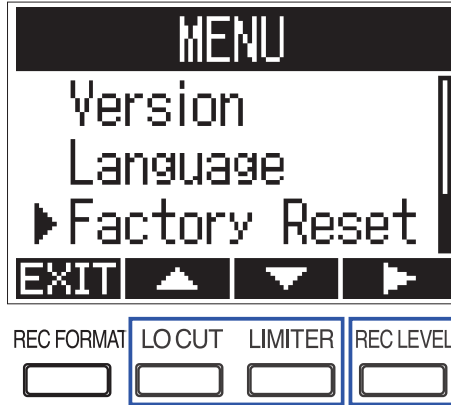 MENU
Version
Language
Factory Reset
EXIT
REC FORMAT LO CUT LIMITER REC LEVEL